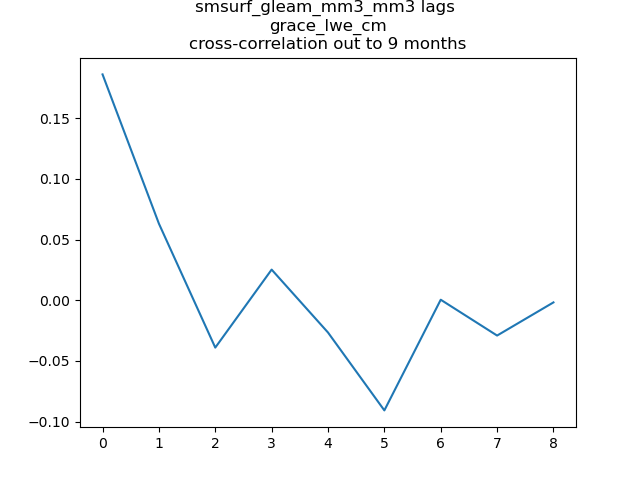 smsurf_gleam_mm3_mm3 lags
grace_lwe_cm
cross-correlation out to 9 months
0.15
0.10
0.05
0.00
−0.05
−0.10
0 1 2 3 4 5 6 7 8